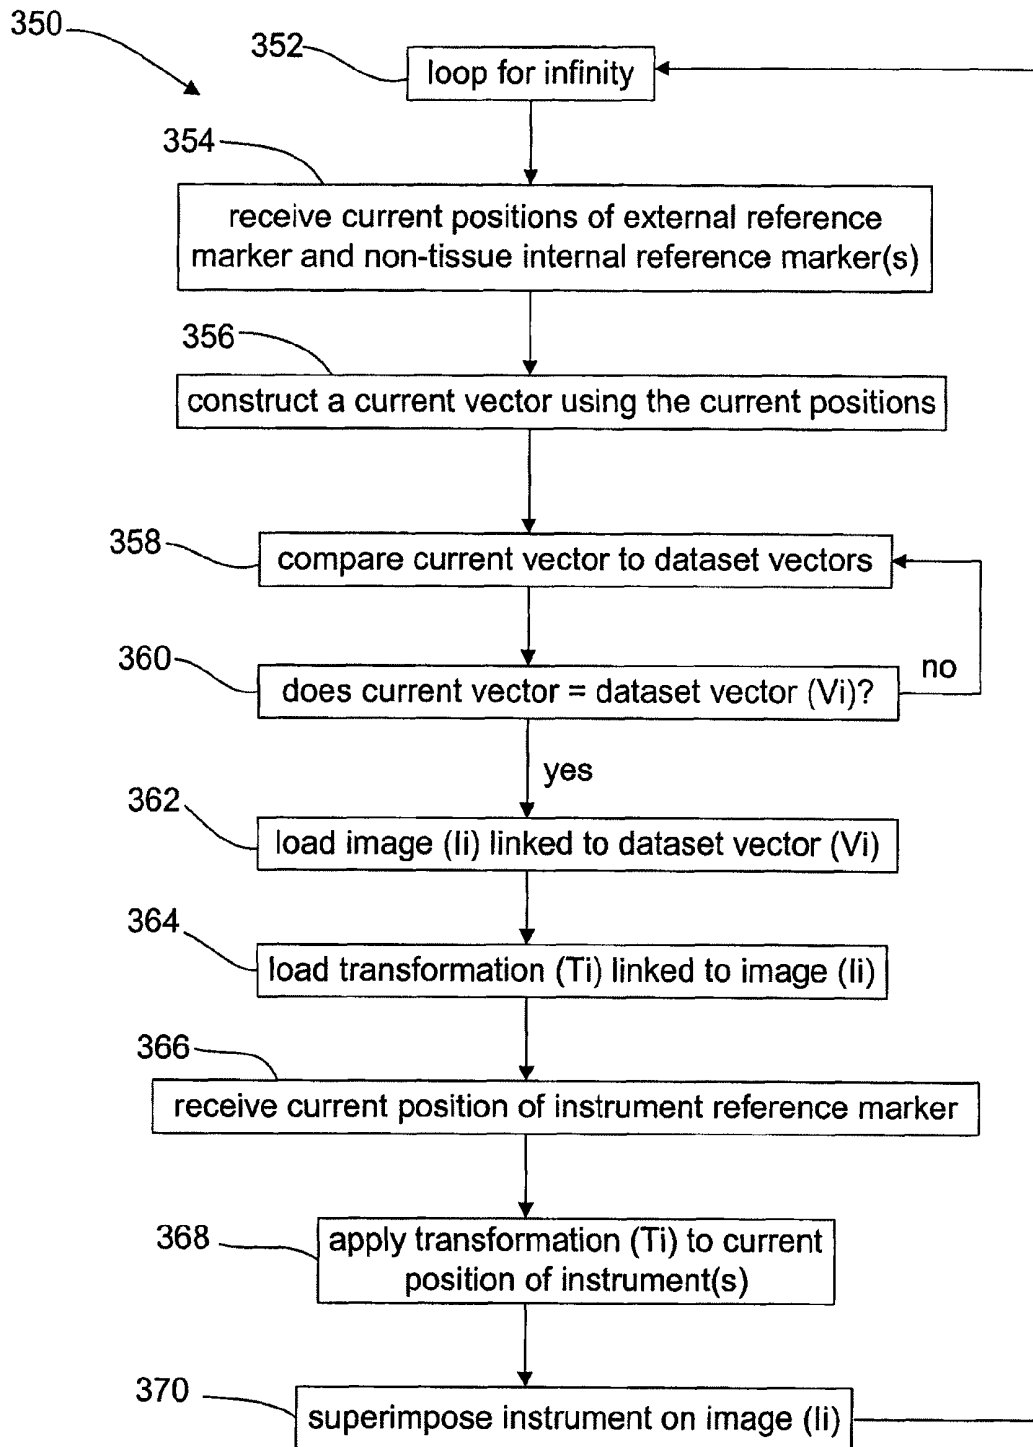 350
352
loop for infinity
354
receive current positions of external reference
marker and non-tissue internal reference marker(s)
356
construct a current vector using the current positions
358
compare current vector to dataset vectors
360
does current vector = dataset vector (Vi)?
no
yes
362
load image (Ii) linked to dataset vector (Vi)
364
load transformation (Ti) linked to image (Ii)
366
receive current position of instrument reference marker
368
apply transformation (Ti) to current
position of instrument(s)
370
superimpose instrument on image (Ii)